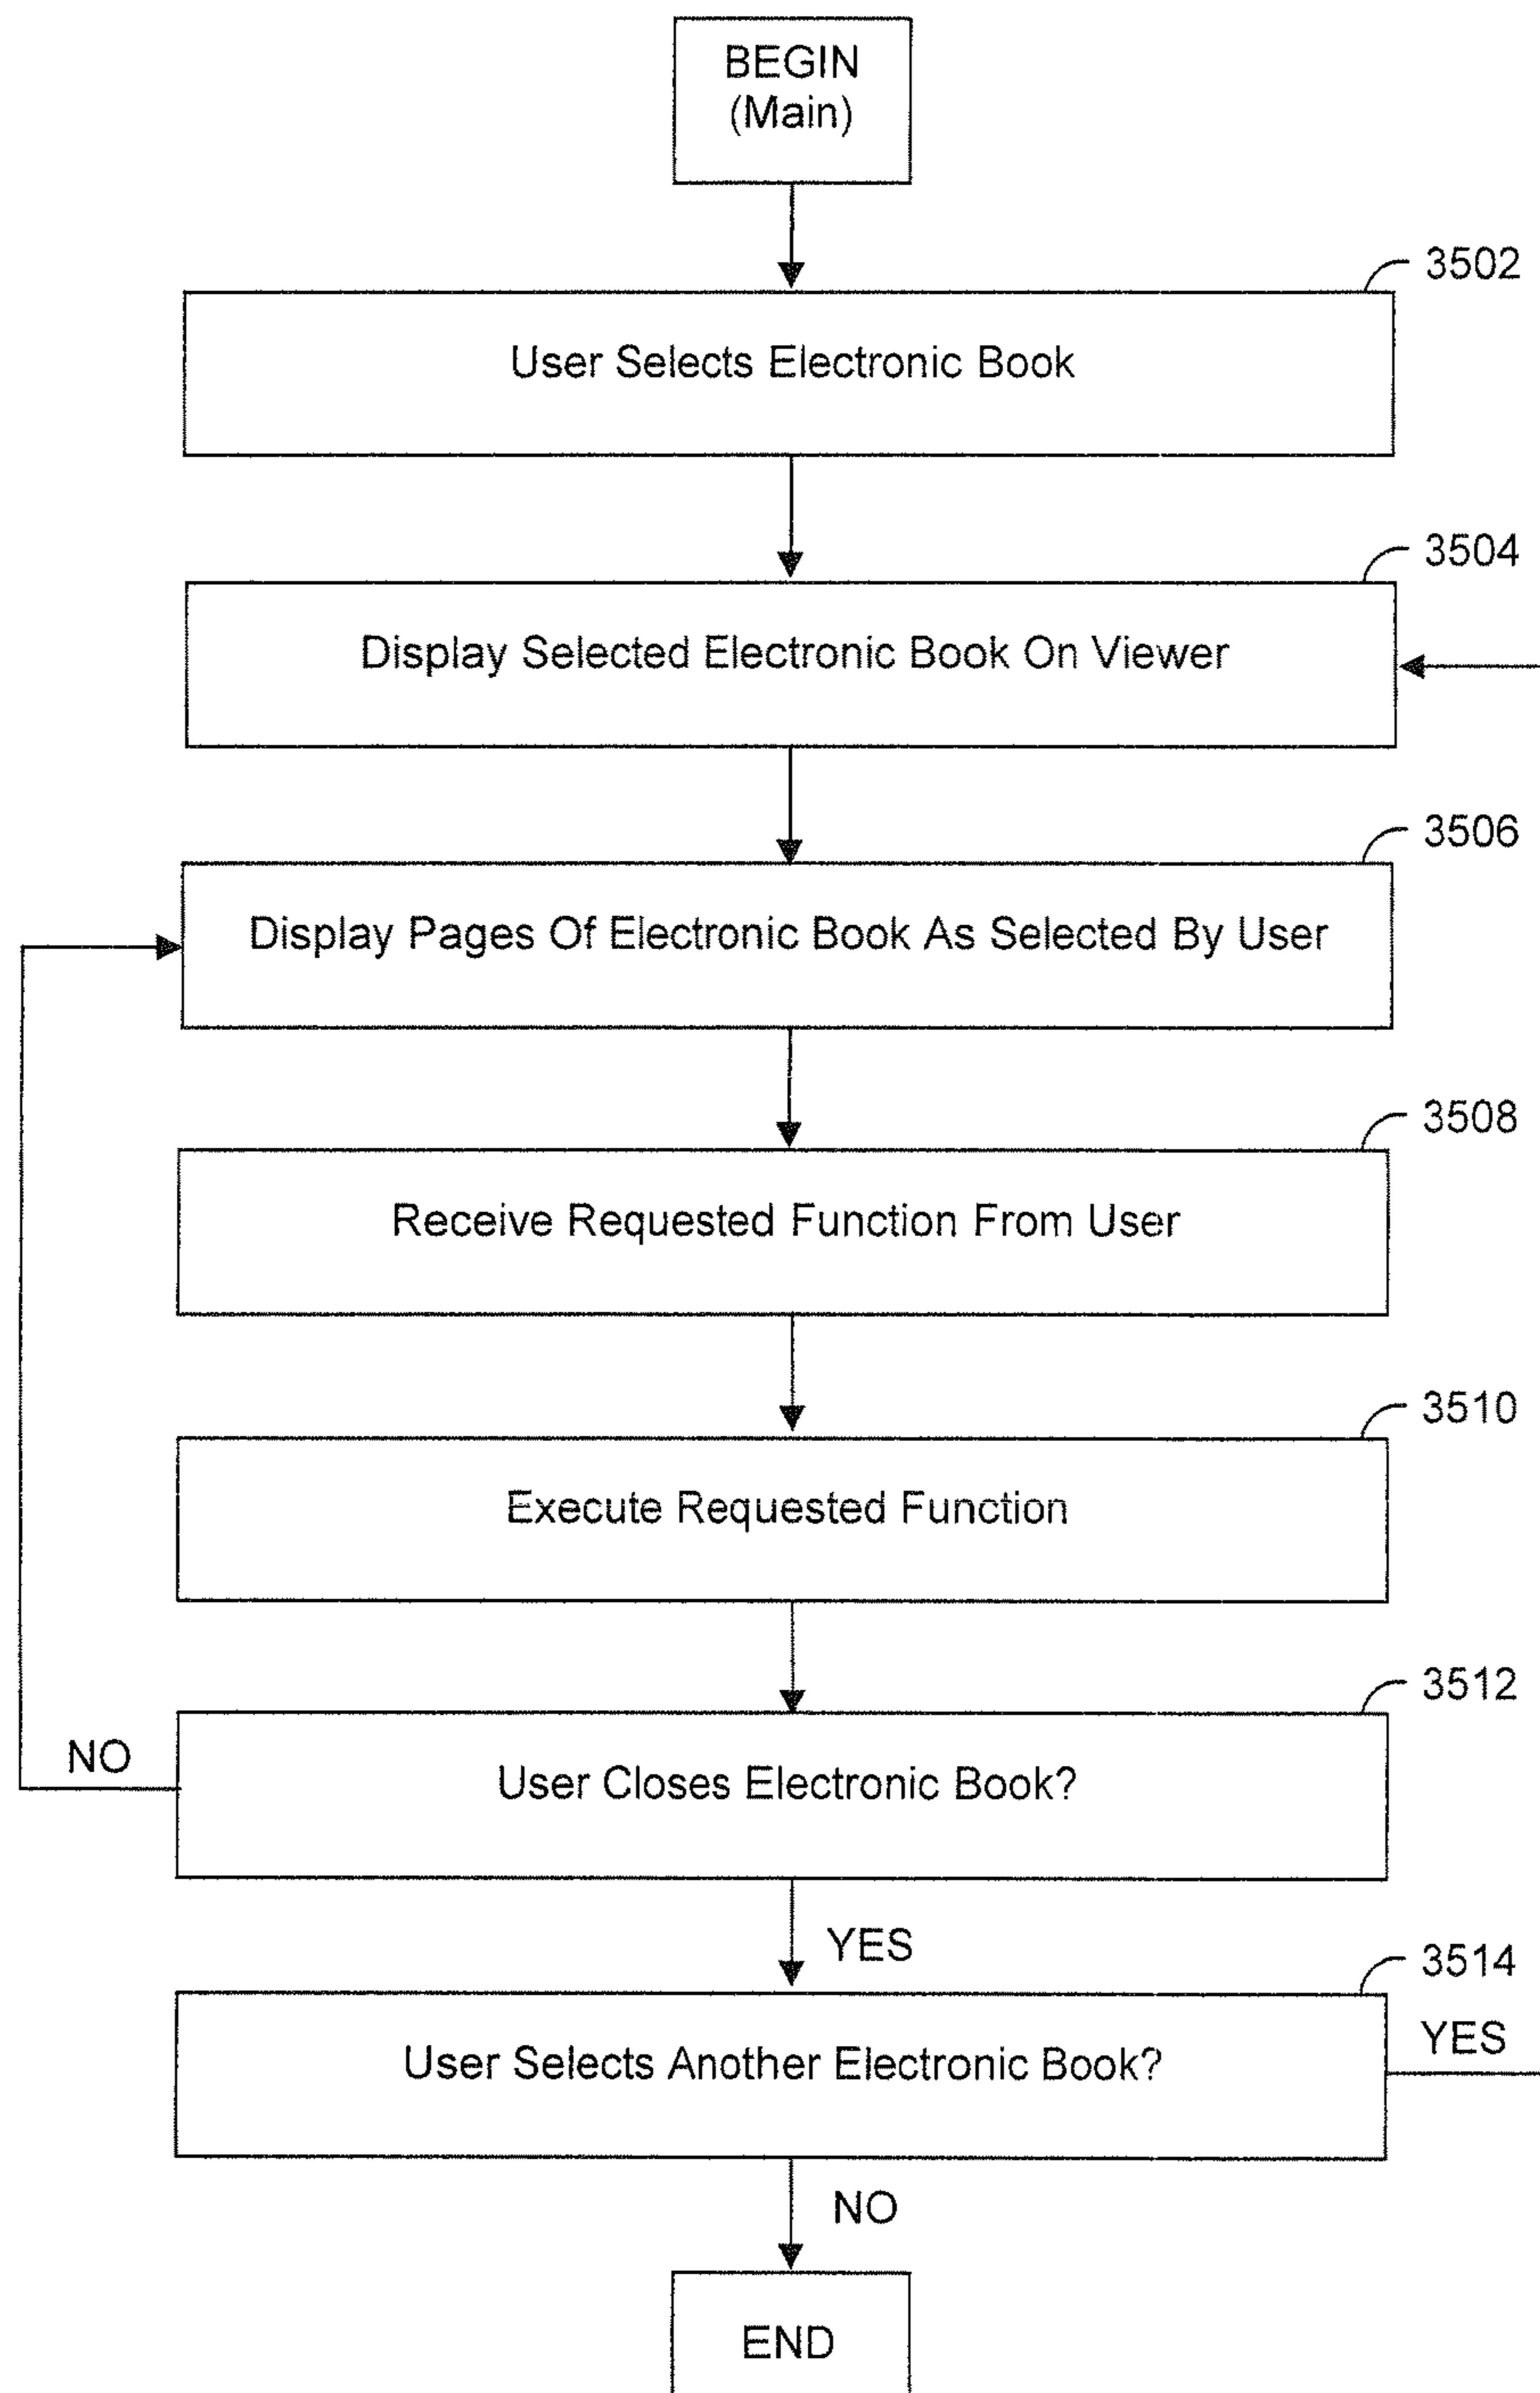 BEGIN
(Main)
3502
User Selects Electronic Book
3504
Display Selected Electronic Book On Viewer
3506
Display Pages Of Electronic Book As Selected By User
3508
Receive Requested Function From User
3510
Execute Requested Function
3512
User Closes Electronic Book?
NO
YES
3514
User Selects Another Electronic Book?
YES
NO
END